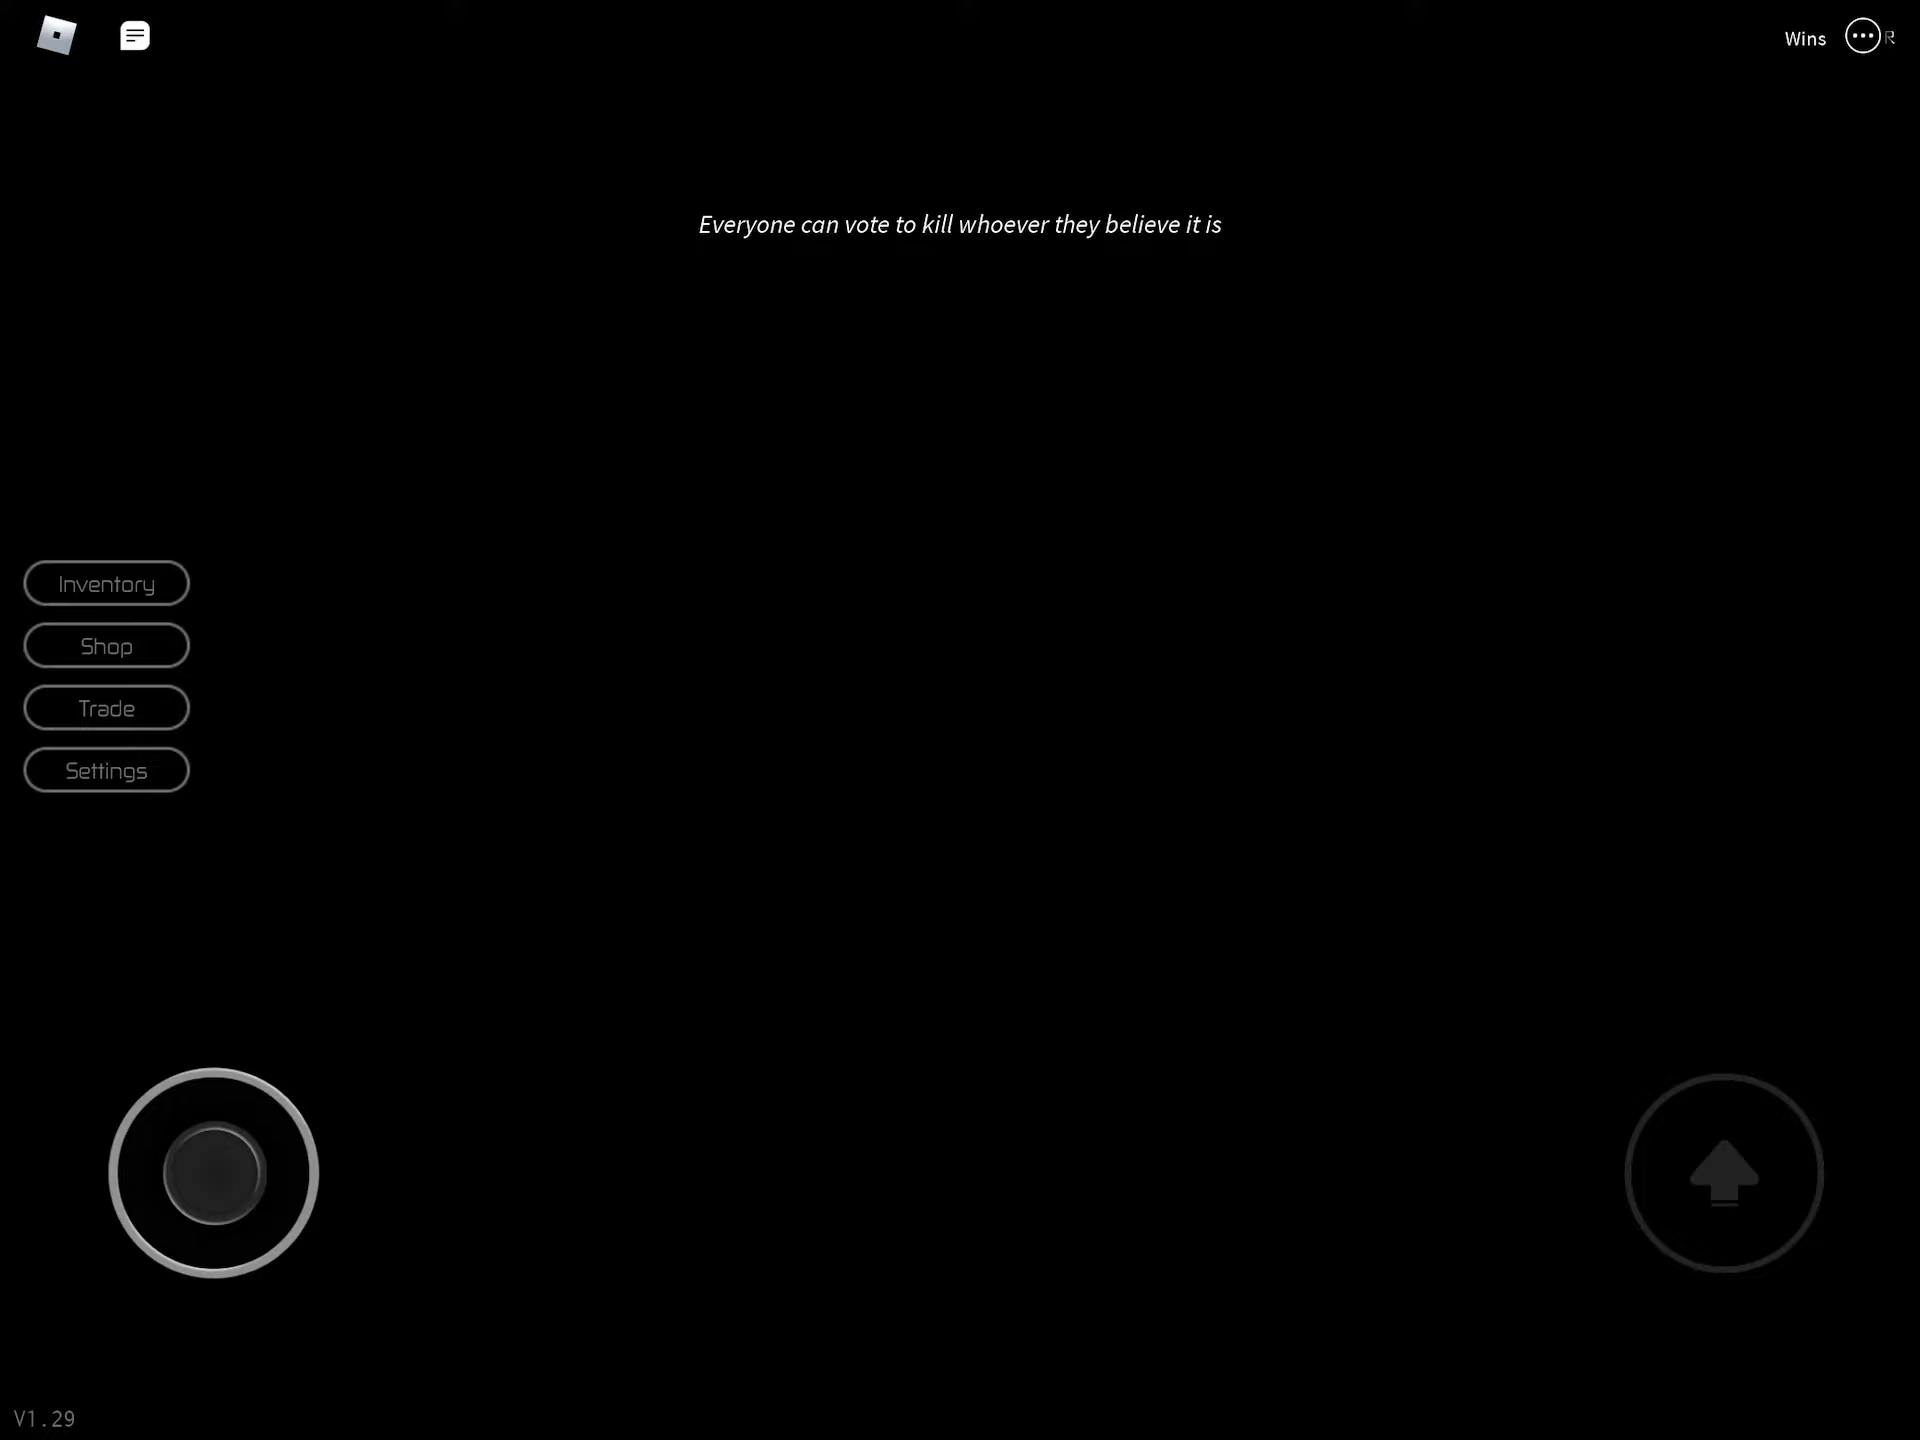 Wins
R
Everyone can vote to kill whoever they believe it is
Inventory
Shop
Trade
Settings
V1.29